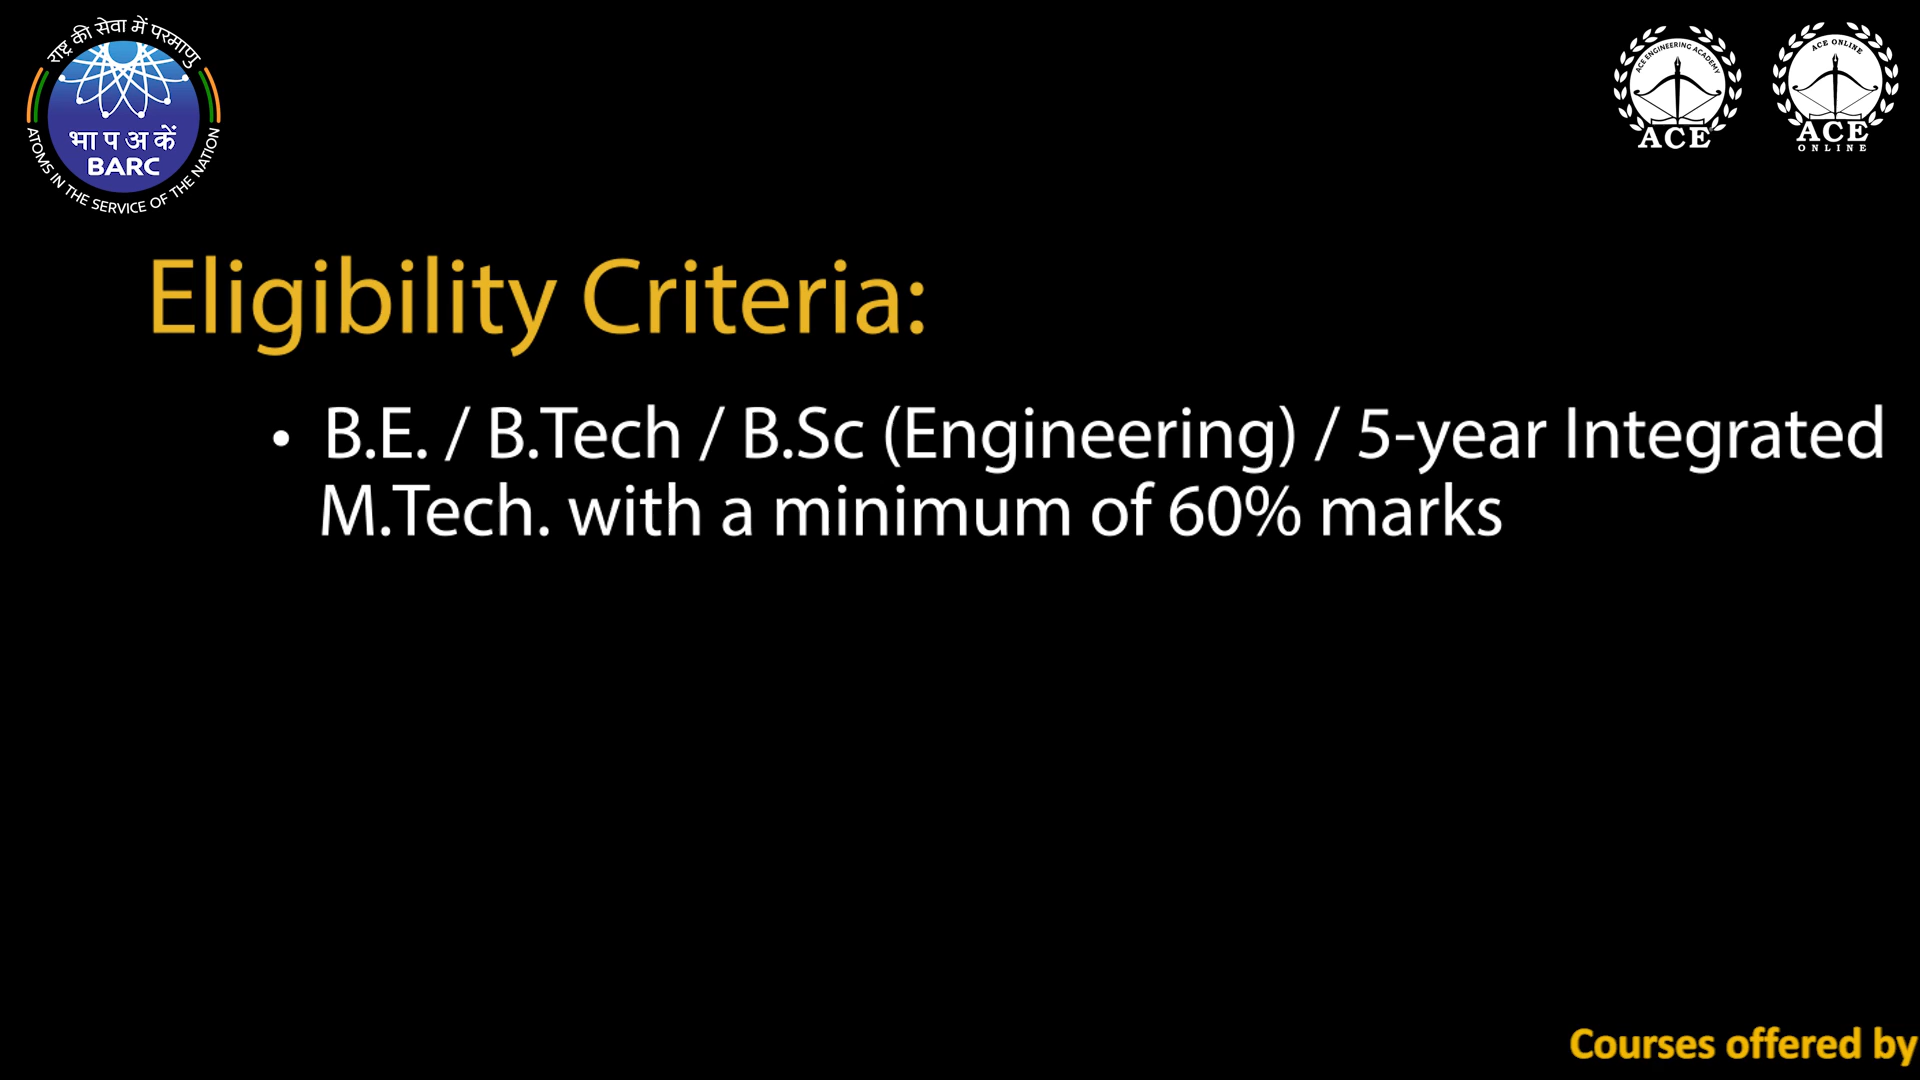 राष्ट्र की सेवा में परमाणु
भा प अ कें
BARC
ATOMS IN THE SERVICE OF THE NATION
ACE ENGINEERING ACADEMY
ACE
ACE ONLINE
ACE
ONLINE
Eligibility Criteria:
• B.E. / B.Tech / B.Sc (Engineering) / 5-year Integrated
M.Tech. with a minimum of 60% marks
Courses offered by